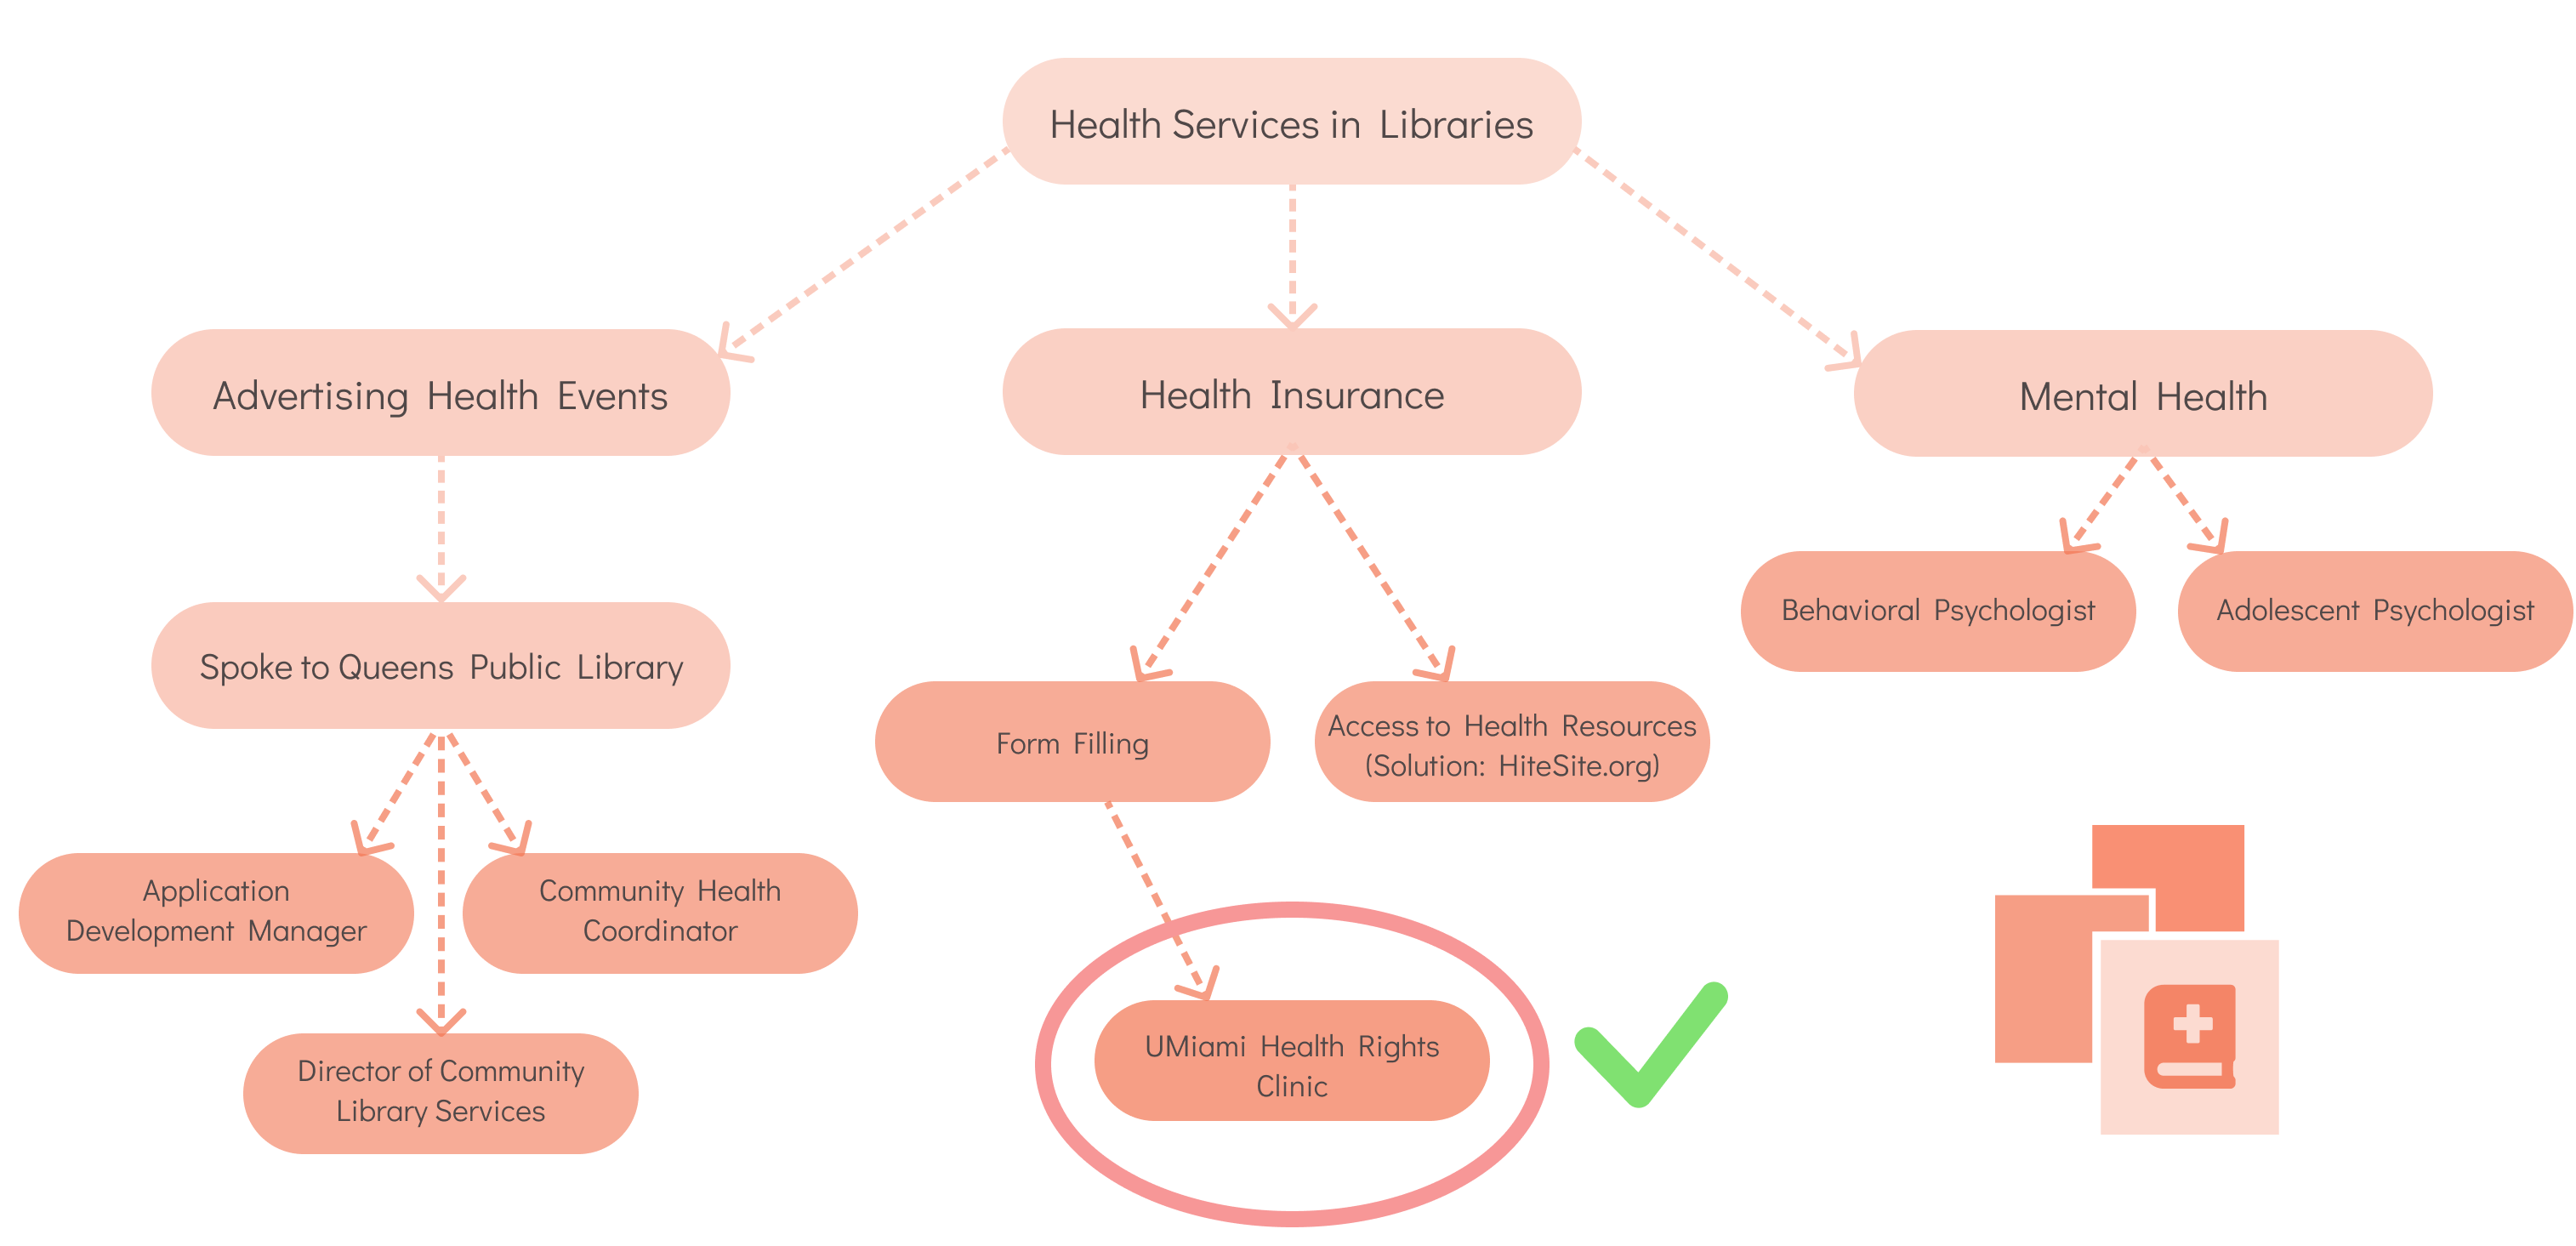 Health Services in Libraries
Advertising Health Events
Health Insurance
Mental Health
Spoke to Queens Public Library
Behavioral Psychologist
Adolescent Psychologist
Form Filling
Access to Health Resources
(Solution: HiteSite.org)
Application
Development Manager
Community Health
Coordinator
Director of Community
Library Services
UMiami Health Rights
Clinic